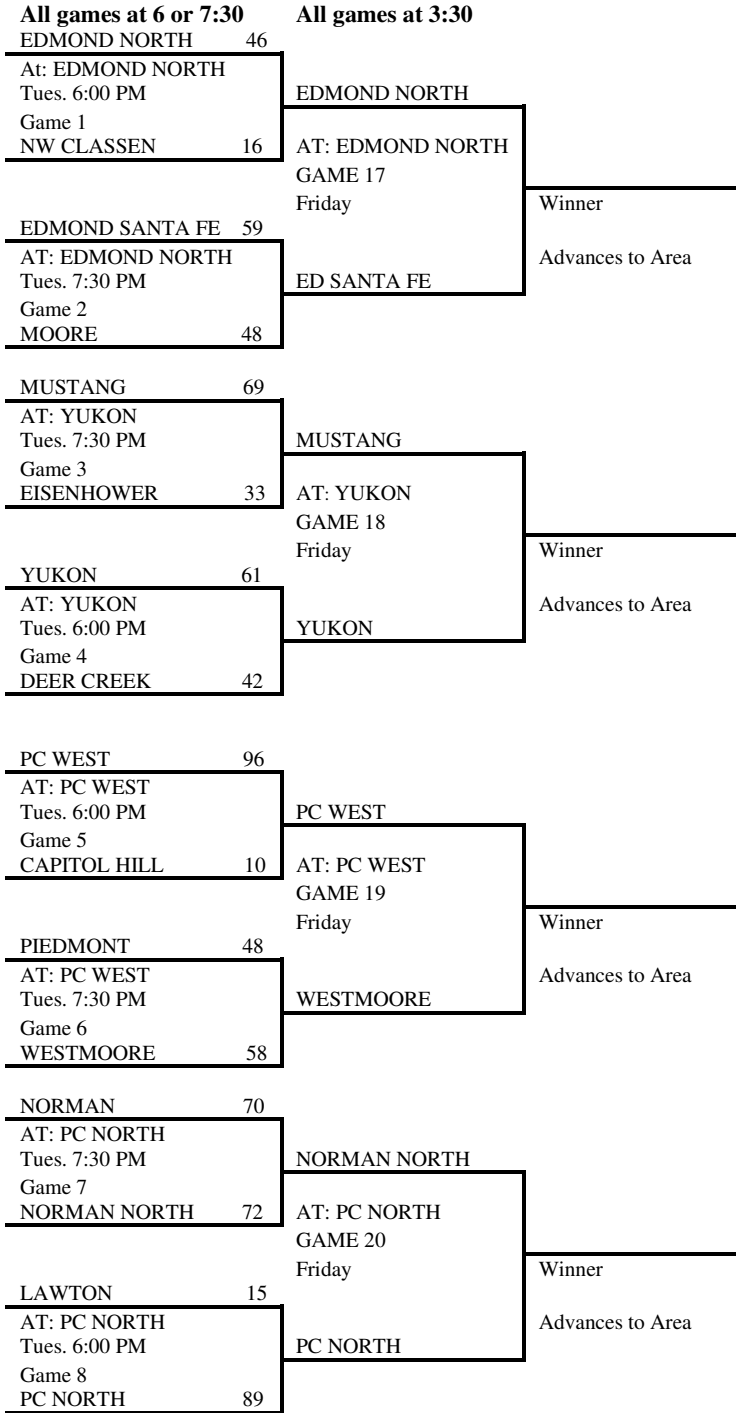 All games at 6 or 7:30 All games at 3:30
EDMOND NORTH 46
At: EDMOND NORTH
Tues. 6:00 PM EDMOND NORTH
Game 1
NW CLASSEN 16 AT: EDMOND NORTH
GAME 17
Friday Winner
EDMOND SANTA FE 59
AT: EDMOND NORTH Advances to Area
Tues. 7:30 PM ED SANTA FE
Game 2
MOORE 48
MUSTANG 69
AT: YUKON
Tues. 7:30 PM MUSTANG
Game 3
EISENHOWER 33 AT: YUKON
GAME 18
Friday Winner
YUKON 61
AT: YUKON Advances to Area
Tues. 6:00 PM YUKON
Game 4
DEER CREEK 42
PC WEST 96
AT: PC WEST
Tues. 6:00 PM PC WEST
Game 5
CAPITOL HILL 10 AT: PC WEST
GAME 19
Friday Winner
PIEDMONT 48
AT: PC WEST Advances to Area
Tues. 7:30 PM WESTMOORE
Game 6
WESTMOORE 58
NORMAN 70
AT: PC NORTH
Tues. 7:30 PM NORMAN NORTH
Game 7
NORMAN NORTH 72 AT: PC NORTH
GAME 20
Friday Winner
LAWTON 15
AT: PC NORTH Advances to Area
Tues. 6:00 PM PC NORTH
Game 8
PC NORTH 89